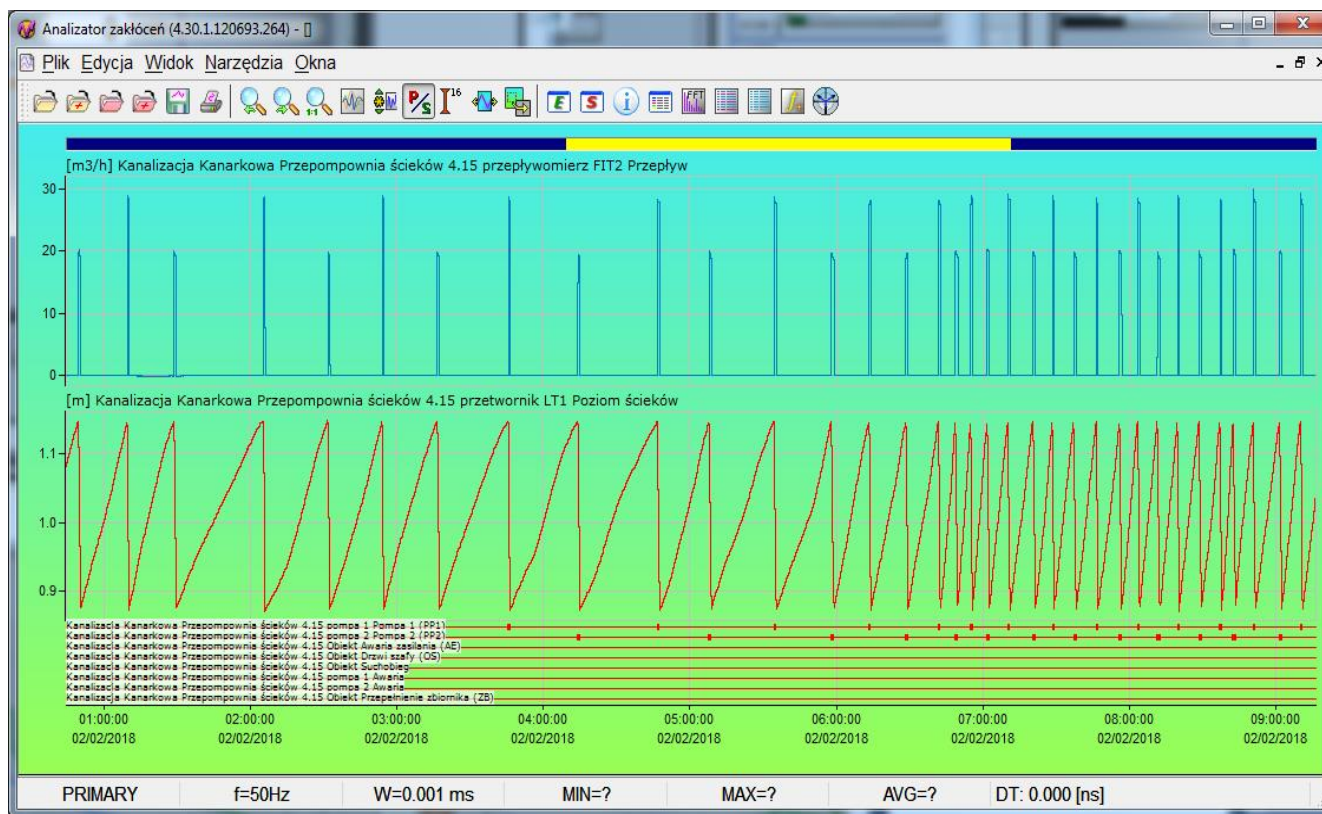 Analizator zakłóceń (4.30.1.120693.264) - []
Plik Edycja Widok Narzędzia Okna
1:1 P/S 16 E S i FFT
[m3/h] Kanalizacja Kanarkowa Przepompownia ścieków 4.15 przepływomierz FIT2 Przepływ
30
20
10
0
[m] Kanalizacja Kanarkowa Przepompownia ścieków 4.15 przetwornik LT1 Poziom ścieków
1.1
1.0
0.9
Kanalizacja Kanarkowa Przepompownia ścieków 4.15 pompa 1 Pompa 1 (PP1)
Kanalizacja Kanarkowa Przepompownia ścieków 4.15 pompa 2 Pompa 2 (PP2)
Kanalizacja Kanarkowa Przepompownia ścieków 4.15 Obiekt Awaria zasilania (AE)
Kanalizacja Kanarkowa Przepompownia ścieków 4.15 Obiekt Drzwi szafy (OS)
Kanalizacja Kanarkowa Przepompownia ścieków 4.15 Obiekt Suchobieg
Kanalizacja Kanarkowa Przepompownia ścieków 4.15 pompa 1 Awaria
Kanalizacja Kanarkowa Przepompownia ścieków 4.15 pompa 2 Awaria
Kanalizacja Kanarkowa Przepompownia ścieków 4.15 Obiekt Przepełnienie zbiornika (ZB)
01:00:00 02:00:00 03:00:00 04:00:00 05:00:00 06:00:00 07:00:00 08:00:00 09:00:00
02/02/2018 02/02/2018 02/02/2018 02/02/2018 02/02/2018 02/02/2018 02/02/2018 02/02/2018 02/02/2018
PRIMARY f=50Hz W=0.001 ms MIN=? MAX=? AVG=? DT: 0.000 [ns]